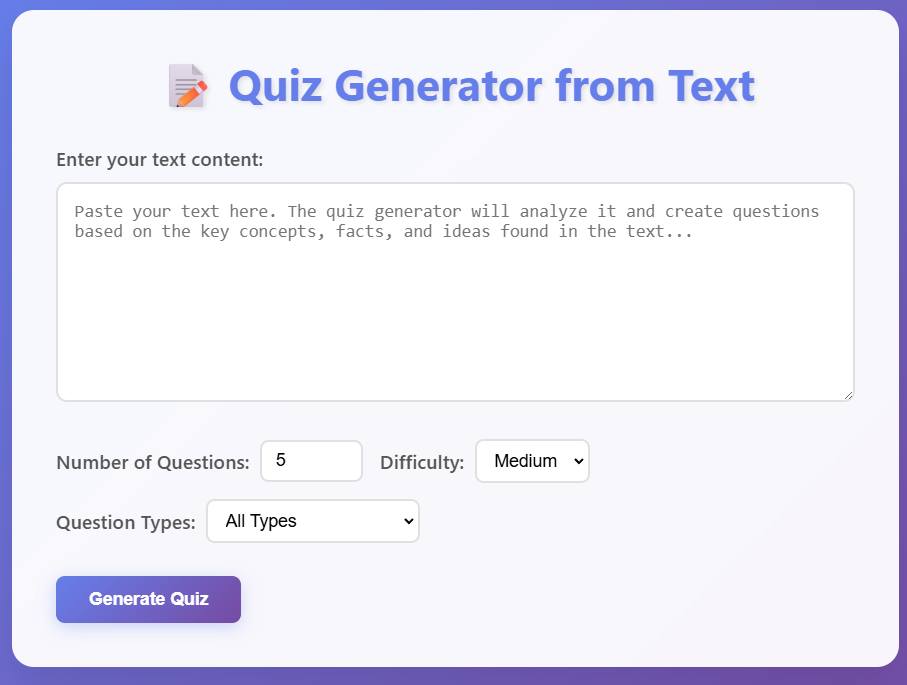 Quiz Generator from Text
Enter your text content:
Paste your text here. The quiz generator will analyze it and create questions
based on the key concepts, facts, and ideas found in the text...
Number of Questions: 5 Difficulty: Medium
Question Types: All Types
Generate Quiz